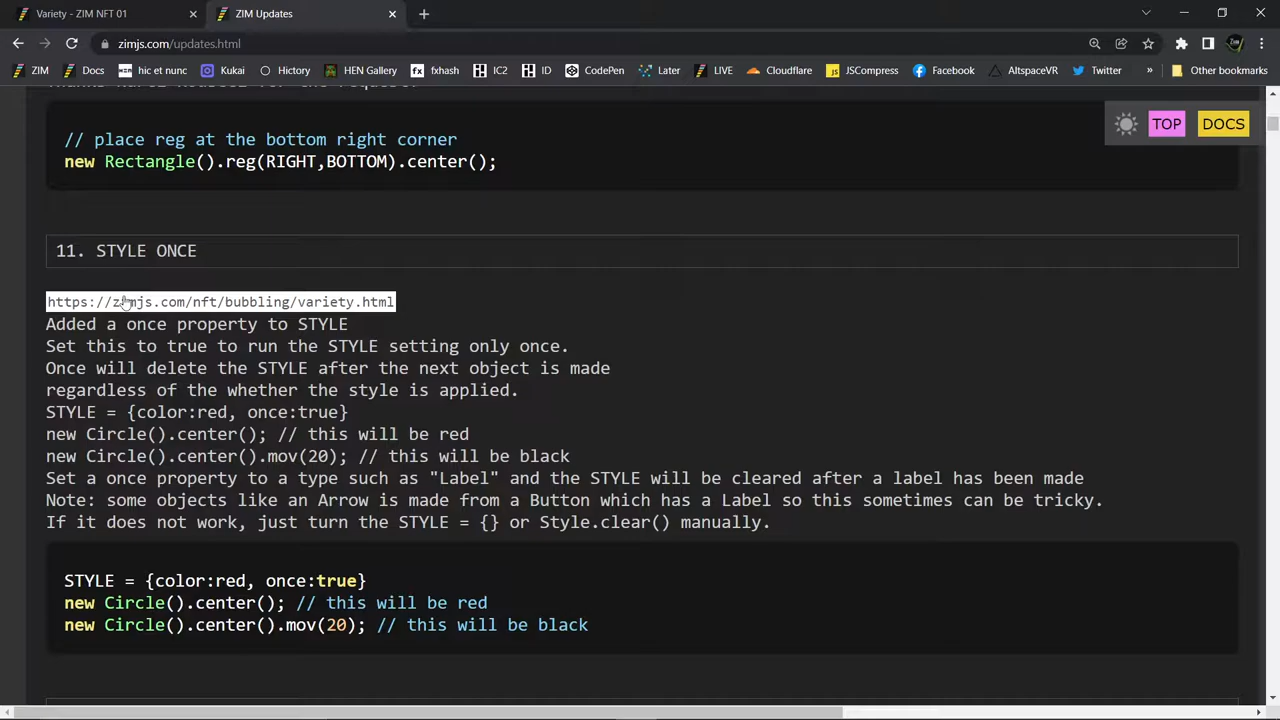 Variety - ZIM NFT 01
ZIM Updates
zimjs.com/updates.html
ZIM
Docs
hic et nunc
Kukai
Hictory
HEN Gallery
fxhash
IC2
ID
CodePen
Later
LIVE
Cloudflare
JSCompress
Facebook
AltspaceVR
Twitter
»
Other bookmarks
TOP
DOCS
// place reg at the bottom right corner
new Rectangle().reg(RIGHT,BOTTOM).center();
11. STYLE ONCE
https://zimjs.com/nft/bubbling/variety.html
Added a once property to STYLE
Set this to true to run the STYLE setting only once.
Once will delete the STYLE after the next object is made
regardless of the whether the style is applied.
STYLE = {color:red, once:true}
new Circle().center(); // this will be red
new Circle().center().mov(20); // this will be black
Set a once property to a type such as "Label" and the STYLE will be cleared after a label has been made
Note: some objects like an Arrow is made from a Button which has a Label so this sometimes can be tricky.
If it does not work, just turn the STYLE = {} or Style.clear() manually.
STYLE = {color:red, once:true}
new Circle().center(); // this will be red
new Circle().center().mov(20); // this will be black